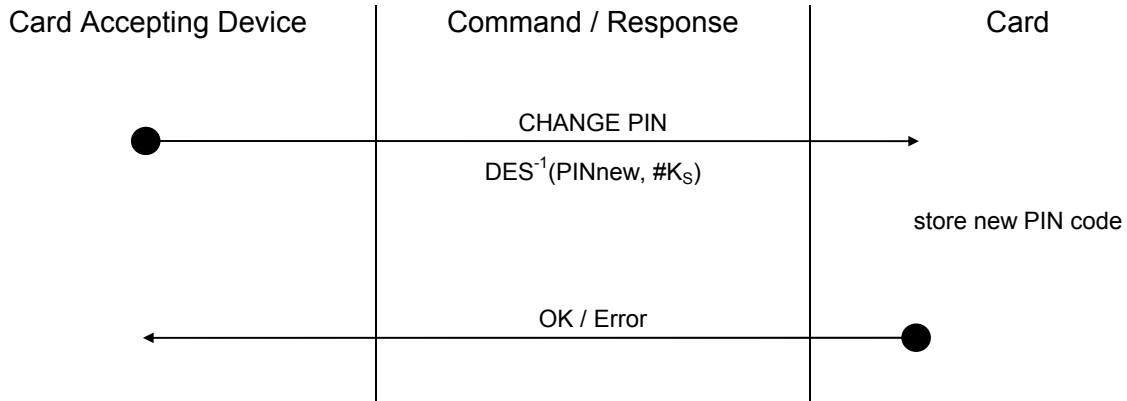 Card Accepting Device
Command / Response
Card
CHANGE PIN
DES⁻¹(PINnew, #Kₛ)
store new PIN code
OK / Error